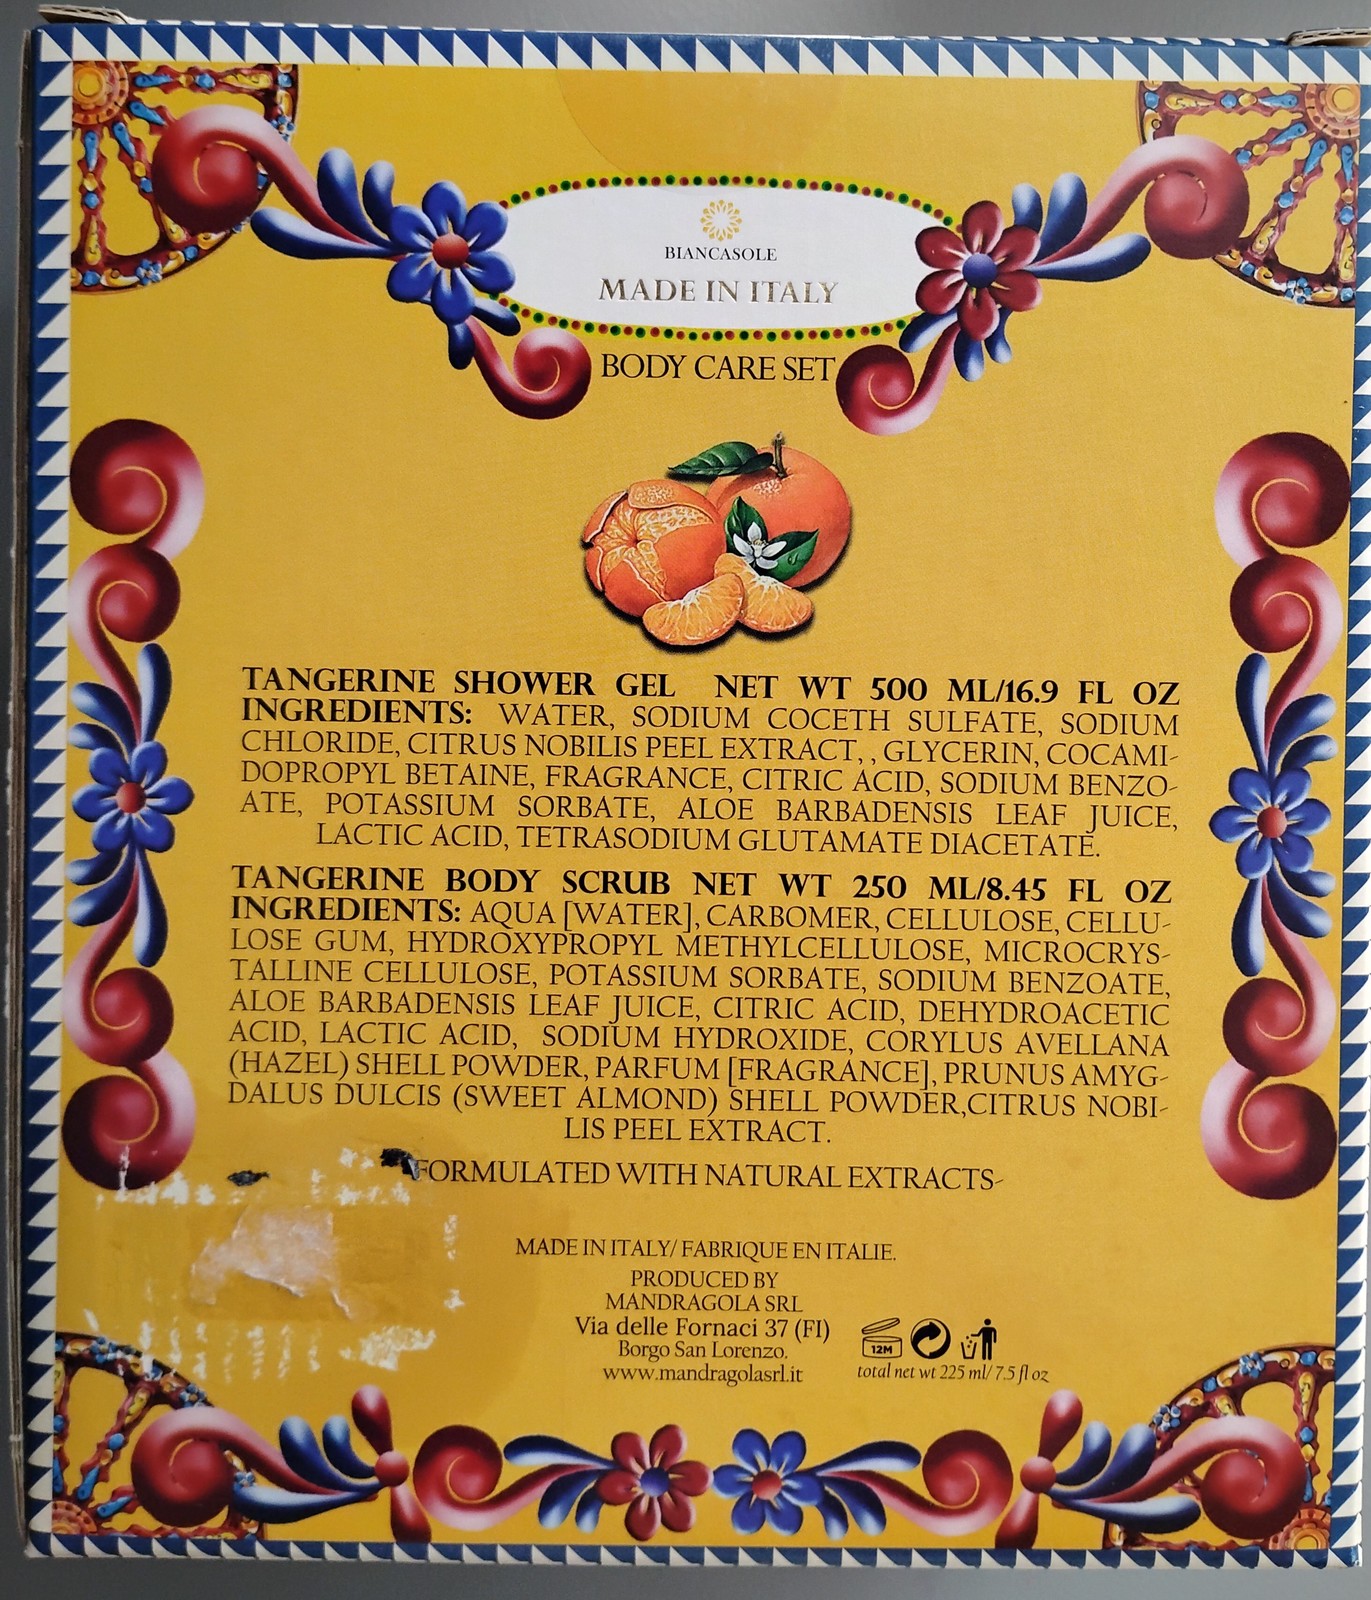 BIANCASOLE
MADE IN ITALY
BODY CARE SET
TANGERINE SHOWER GEL NET WT 500 ML/16.9 FL OZ
INGREDIENTS: WATER, SODIUM COCETH SULFATE, SODIUM
CHLORIDE, CITRUS NOBILIS PEEL EXTRACT, , GLYCERIN, COCAMI-
DOPROPYL BETAINE, FRAGRANCE, CITRIC ACID, SODIUM BENZO-
ATE, POTASSIUM SORBATE, ALOE BARBADENSIS LEAF JUICE,
LACTIC ACID, TETRASODIUM GLUTAMATE DIACETATE.
TANGERINE BODY SCRUB NET WT 250 ML/8.45 FL OZ
INGREDIENTS: AQUA [WATER], CARBOMER, CELLULOSE, CELLU-
LOSE GUM, HYDROXYPROPYL METHYLCELLULOSE, MICROCRYS-
TALLINE CELLULOSE, POTASSIUM SORBATE, SODIUM BENZOATE,
ALOE BARBADENSIS LEAF JUICE, CITRIC ACID, DEHYDROACETIC
ACID, LACTIC ACID, SODIUM HYDROXIDE, CORYLUS AVELLANA
(HAZEL) SHELL POWDER, PARFUM [FRAGRANCE], PRUNUS AMYG-
DALUS DULCIS (SWEET ALMOND) SHELL POWDER,CITRUS NOBI-
LIS PEEL EXTRACT.
FORMULATED WITH NATURAL EXTRACTS-
MADE IN ITALY/ FABRIQUE EN ITALIE.
PRODUCED BY
MANDRAGOLA SRL
Via delle Fornaci 37 (FI)
Borgo San Lorenzo.
www.mandragolasrl.it
12M
total net wt 225 ml/ 7.5 fl oz